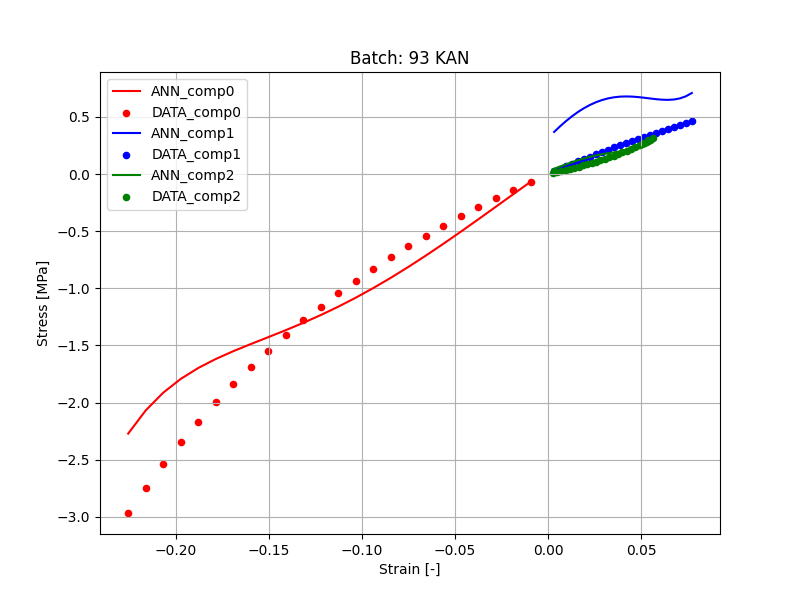 Batch: 93 KAN
ANN_comp0
DATA_comp0
ANN_comp1
DATA_comp1
ANN_comp2
DATA_comp2
0.5
0.0
−0.5
−1.0
−1.5
−2.0
−2.5
−3.0
Stress [MPa]
−0.20 −0.15 −0.10 −0.05 0.00 0.05
Strain [-]